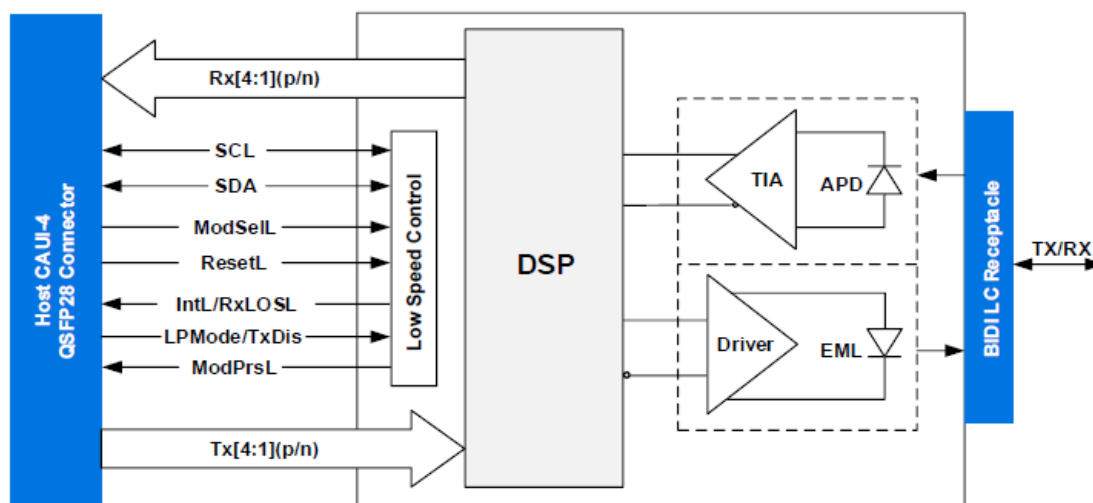 Host CAUI-4
QSFP28 Connector
Rx[4:1](p/n)
SCL
SDA
ModSelL
ResetL
IntL/RxLOSL
LPMode/TxDis
ModPrsL
Tx[4:1](p/n)
Low Speed Control
DSP
TIA
APD
Driver
EML
BIDI LC Receptacle
TX/RX